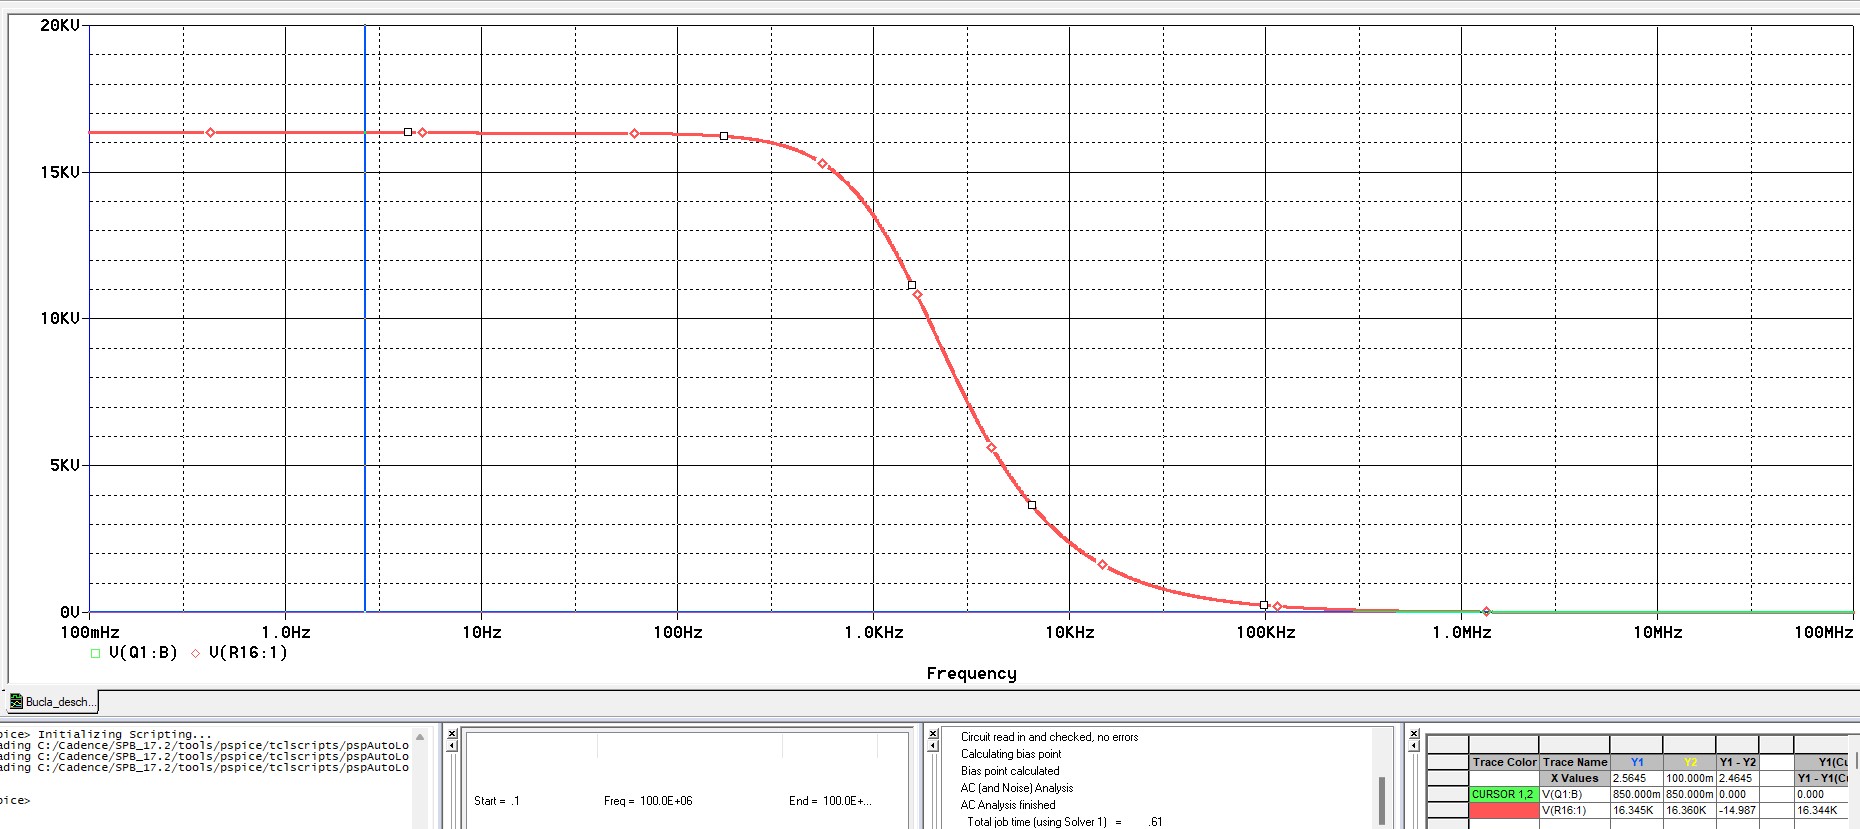 20KV
15KV
10KV
5KV
0V
100mHz 1.0Hz 10Hz 100Hz 1.0KHz 10KHz 100KHz 1.0MHz 10MHz 100MHz
V(Q1:B) V(R16:1)
Frequency
Bucla_desch...
pice> Initializing Scripting...
ading C:/Cadence/SPB_17.2/tools/pspice/tclscripts/pspAutoLo
ading C:/Cadence/SPB_17.2/tools/pspice/tclscripts/pspAutoLo
ading C:/Cadence/SPB_17.2/tools/pspice/tclscripts/pspAutoLo
pice>
Start = .1 Freq = 100.0E+06 End = 100.0E+...
Circuit read in and checked, no errors
Calculating bias point
Bias point calculated
AC (and Noise) Analysis
AC Analysis finished
Total job time (using Solver 1) = .61
Trace Color Trace Name Y1 Y2 Y1 - Y2 Y1(Cu
X Values 2.5645 100.000m 2.4645 Y1 - Y1(C
CURSOR 1,2 V(Q1:B) 850.000m 850.000m 0.000 0.000
V(R16:1) 16.345K 16.360K -14.987 16.344K